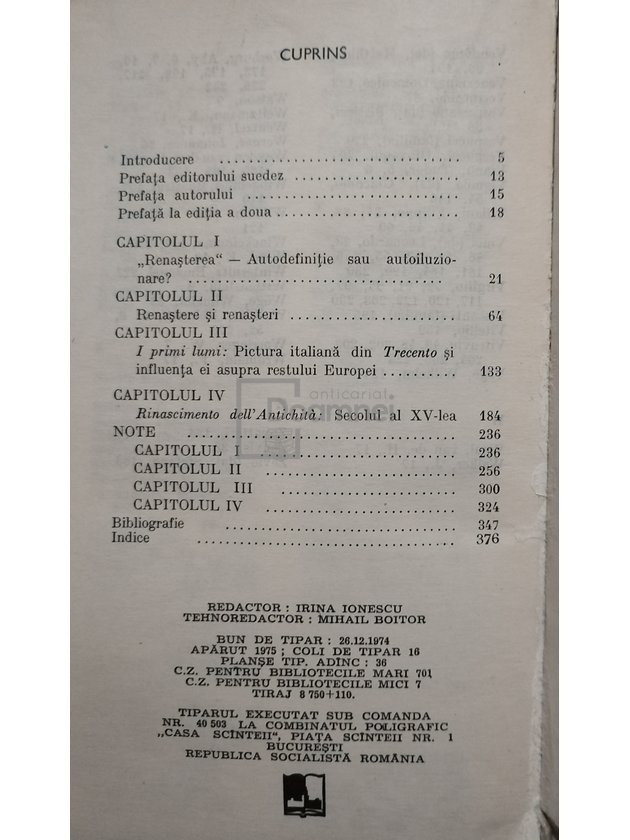 CUPRINS
Introducere ................................ 5
Prefața editorului suedez ...................... 13
Prefața autorului ............................ 15
Prefață la ediția a doua ........................ 18
CAPITOLUL I
„Renașterea" — Autodefiniție sau autoiluzio-
nare? .................................. 21
CAPITOLUL II
Renaștere și renașteri ...................... 64
CAPITOLUL III
I primi lumi: Pictura italiană din Trecento și
influența ei asupra restului Europei .......... 133
CAPITOLUL IV
Rinascimento dell'Antichità: Secolul al XV-lea 184
NOTE ................................... 236
CAPITOLUL I ...................... 236
CAPITOLUL II ......................... 256
CAPITOLUL III ....................... 300
CAPITOLUL IV ......................... 324
Bibliografie .............................. 347
Indice .................................. 376
anticariat
REDACTOR : IRINA IONESCU
TEHNOREDACTOR : MIHAIL BOITOR
BUN DE TIPAR : 26.12.1974
APĂRUT 1975 ; COLI DE TIPAR 16
PLANȘE TIP. ADÎNC : 36
C.Z. PENTRU BIBLIOTECILE MARI 701
C.Z. PENTRU BIBLIOTECILE MICI 7
TIRAJ 8 750+110.
TIPARUL EXECUTAT SUB COMANDA
NR. 40 503 LA COMBINATUL POLIGRAFIC
„CASA SCÎNTEII", PIAȚA SCÎNTEII NR. 1
BUCUREȘTI
REPUBLICA SOCIALISTĂ ROMÂNIA